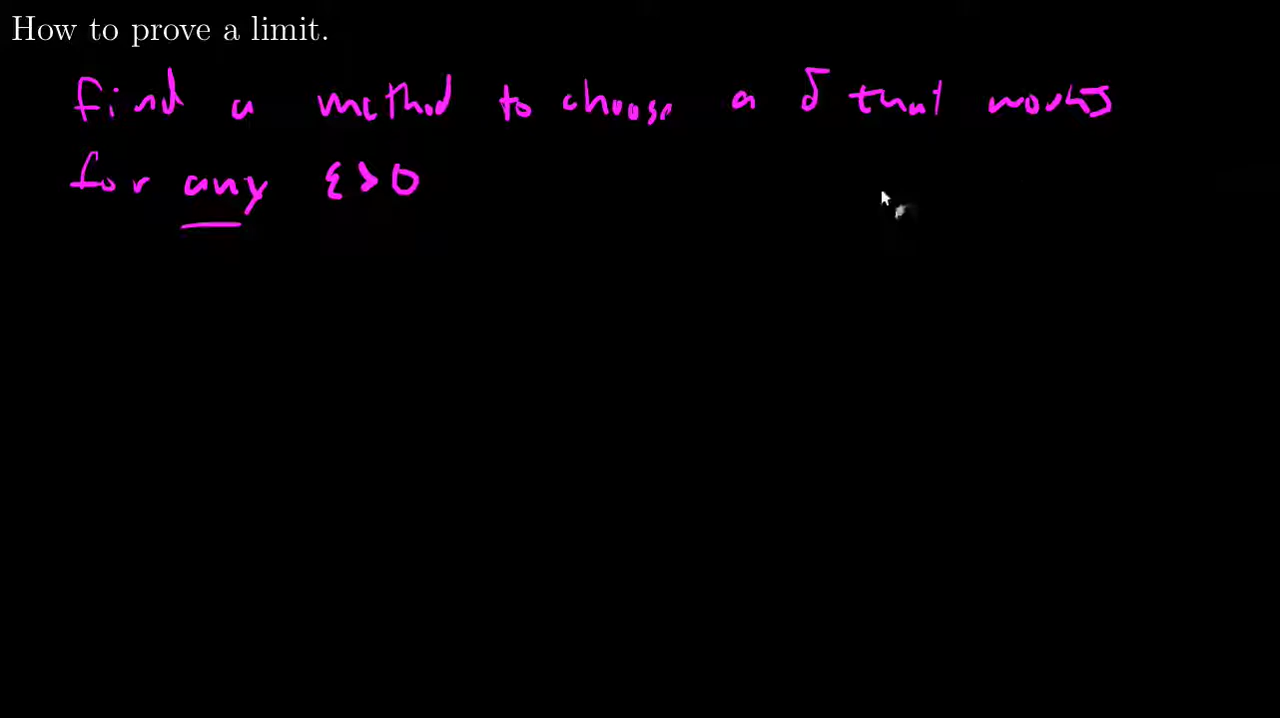 How to prove a limit.
find a method to choose a δ that works
for any ε>0